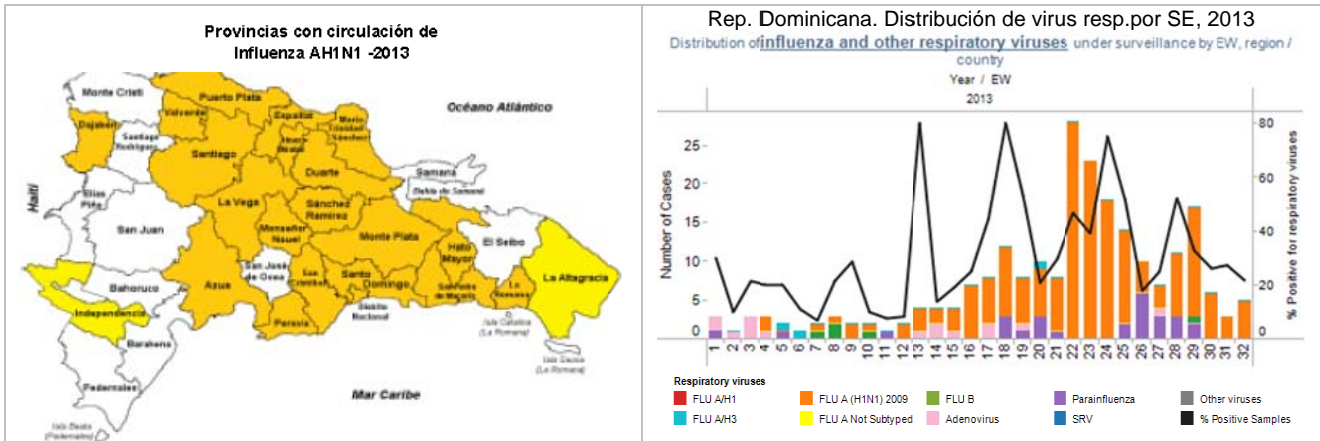 Provincias con circulación de
Influenza AH1N1 -2013
Monte Cristi
Puerto Plata
Océano Atlántico
Dajabón
Valverde
Espaillat
María
Trinidad
Sánchez
Santiago
Rodríguez
Santiago
Duarte
Samaná
Bahía de Samaná
Haití
Elías
Piña
La Vega
Sánchez
Ramírez
San Juan
Monseñor
Nouel
Monte Plata
Hato
Mayor
El Seibo
La Altagracia
Bahoruco
Azua
San José
de Ocoa
San
Cristóbal
Santo
Domingo
San Pedro
de Macorís
La
Romana
Independencia
Peravia
Distrito
Nacional
Isla Catalina
(La Romana)
Barahona
Isla Saona
(La Romana)
Pedernales
Mar Caribe
Isla Beata
(Pedernales)
Rep. Dominicana. Distribución de virus resp.por SE, 2013
Distribution of influenza and other respiratory viruses under surveillance by EW, region /
country
Year / EW
2013
Number of Cases
25
20
15
10
5
0
% Positive for respiratory viruses
80
60
40
20
0
1 2 3 4 5 6 7 8 9 10 11 12 13 14 15 16 17 18 19 20 21 22 23 24 25 26 27 28 29 30 31 32
Respiratory viruses
FLU A/H1 FLU A (H1N1) 2009 FLU B Parainfluenza Other viruses
FLU A/H3 FLU A Not Subtyped Adenovirus SRV % Positive Samples